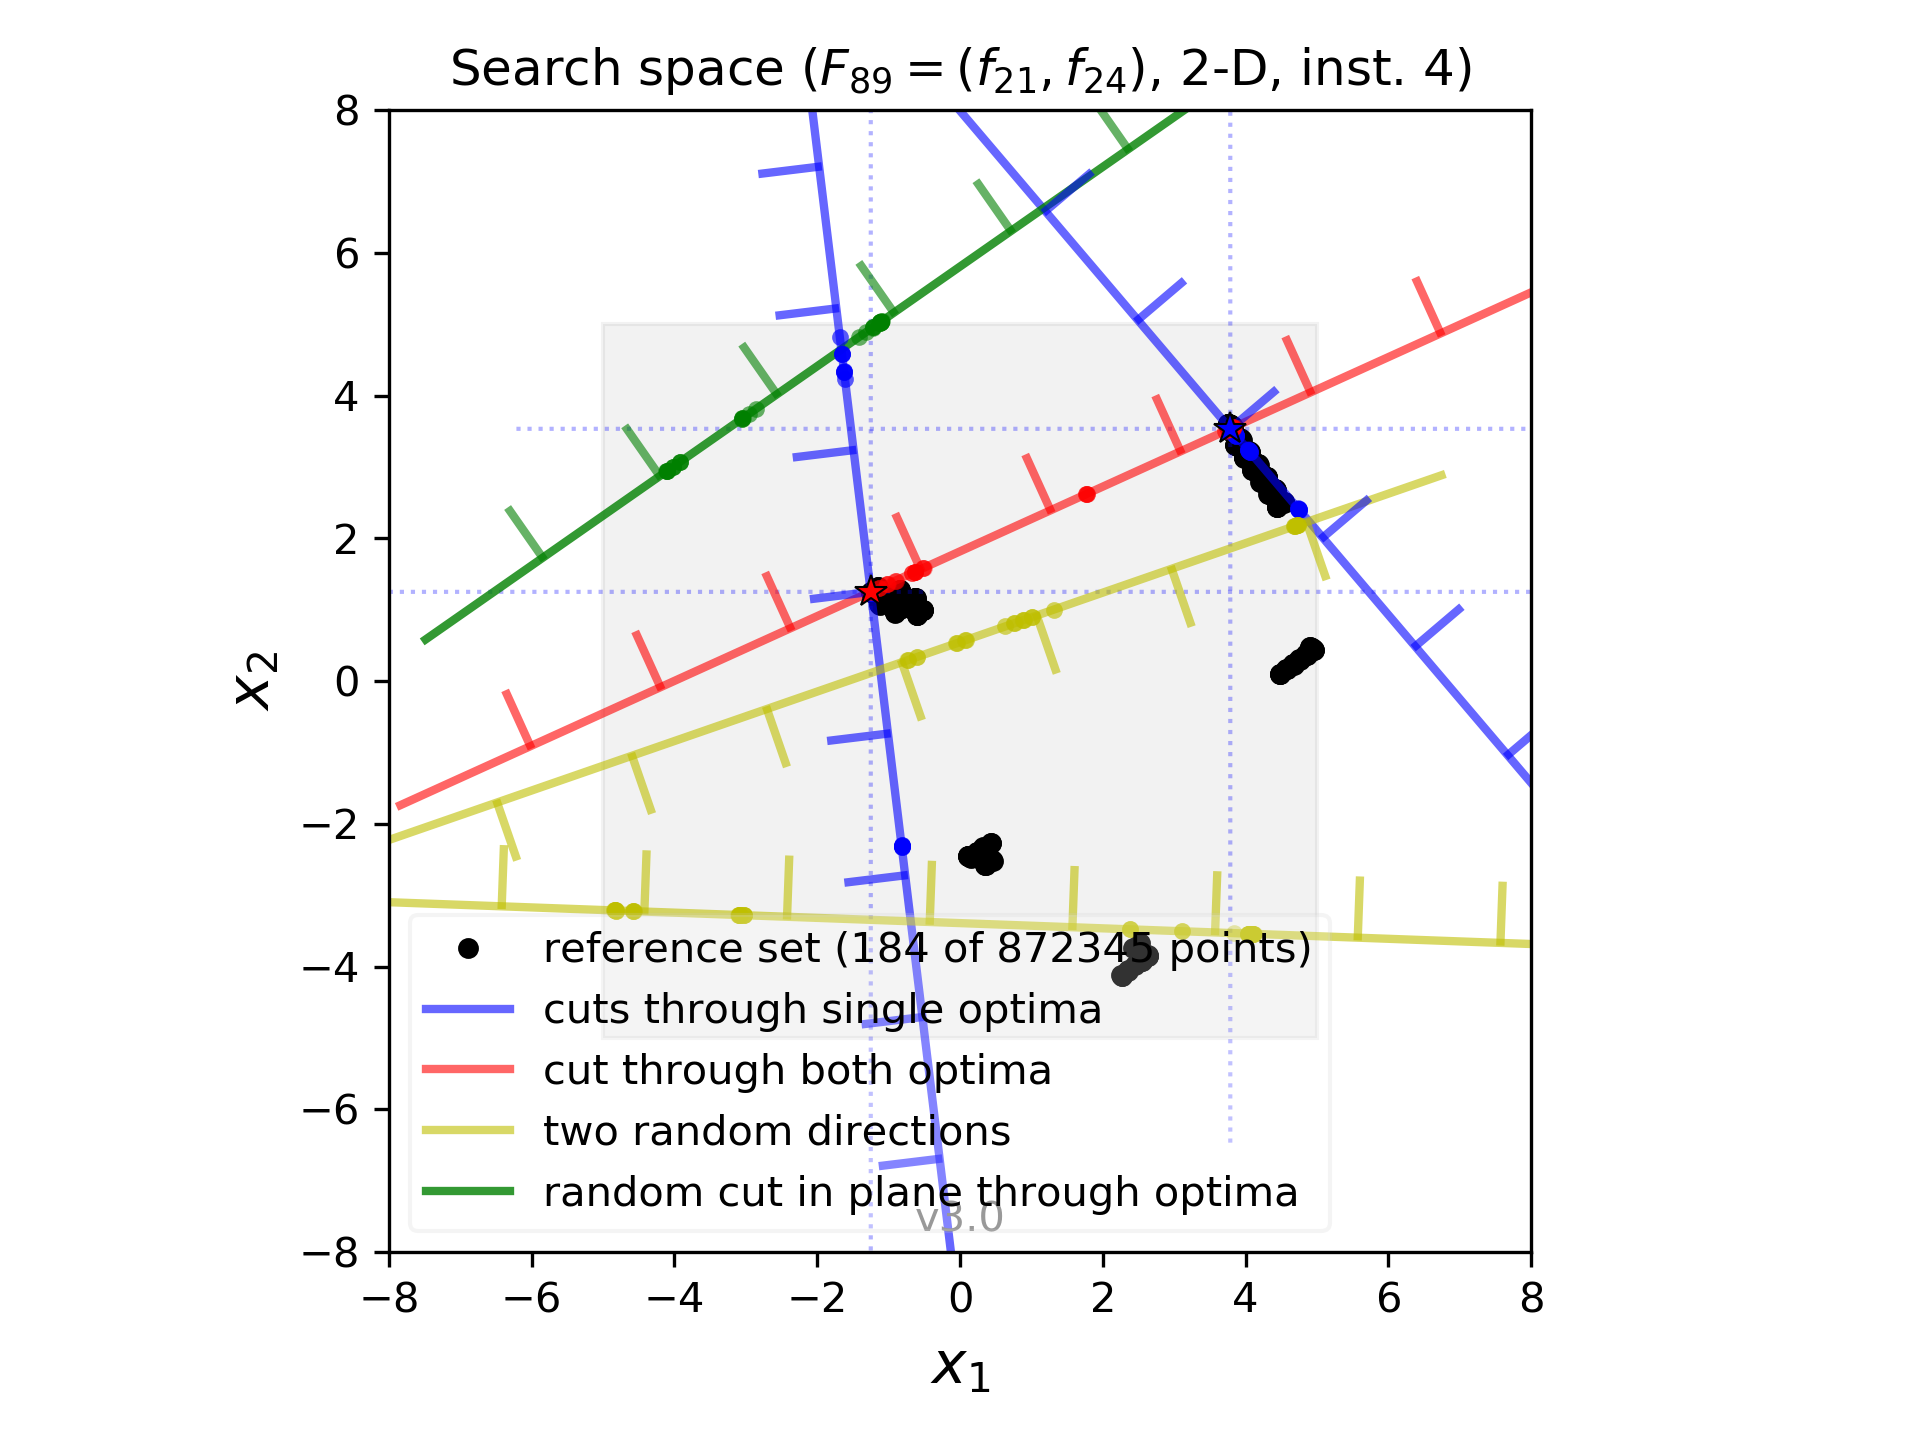 Search space (F₈₉ = (f₂₁, f₂₄), 2-D, inst. 4)
8
6
4
2
0
−2
−4
−6
−8
x₂
reference set (184 of 872345 points)
cuts through single optima
cut through both optima
two random directions
random cut in plane through optima
v3.0
−8 −6 −4 −2 0 2 4 6 8
x₁